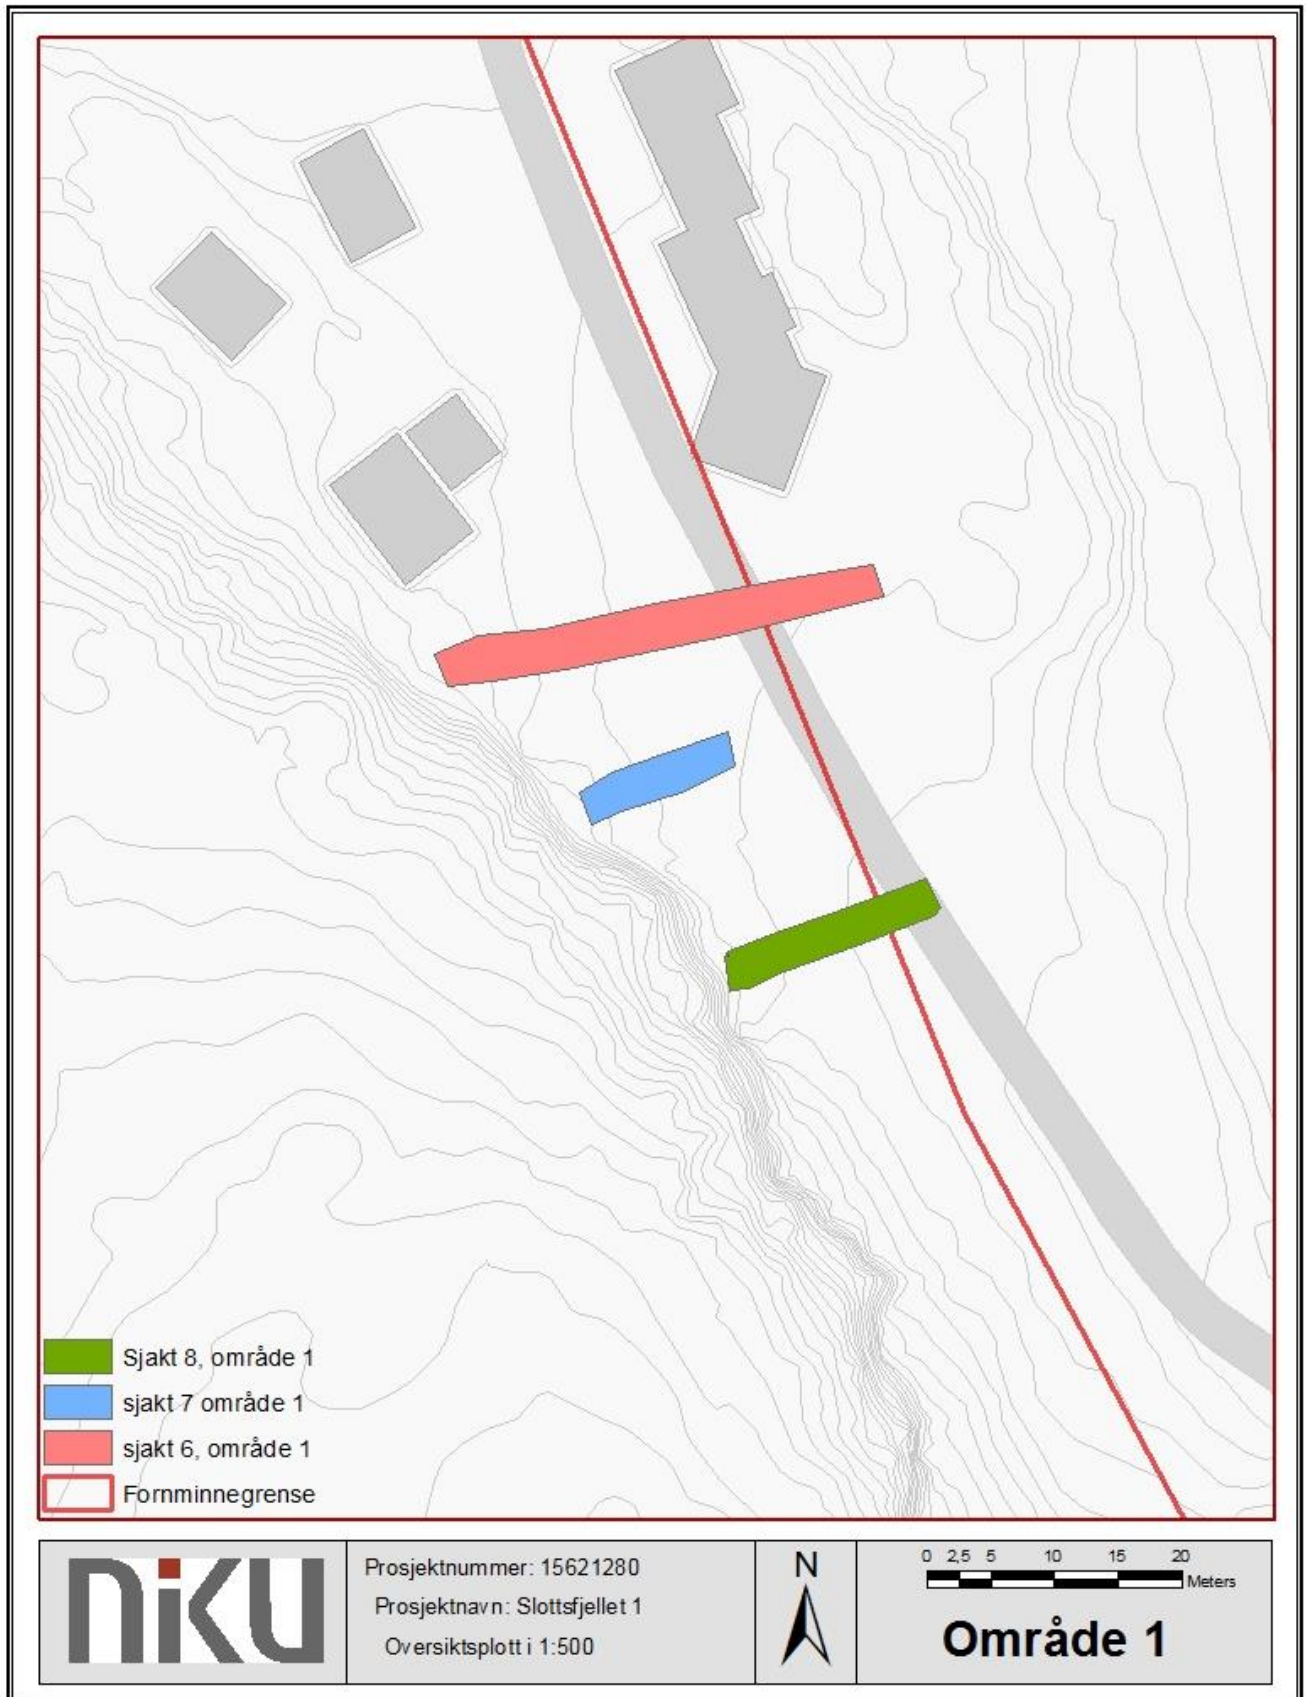 Sjakt 8, område 1
sjakt 7 område 1
sjakt 6, område 1
Fornminnegrense
niku
Prosjektnummer: 15621280
Prosjektnavn: Slottsfjellet 1
Oversiktsplott i 1:500
N
0 2,5 5 10 15 20
Meters
Område 1